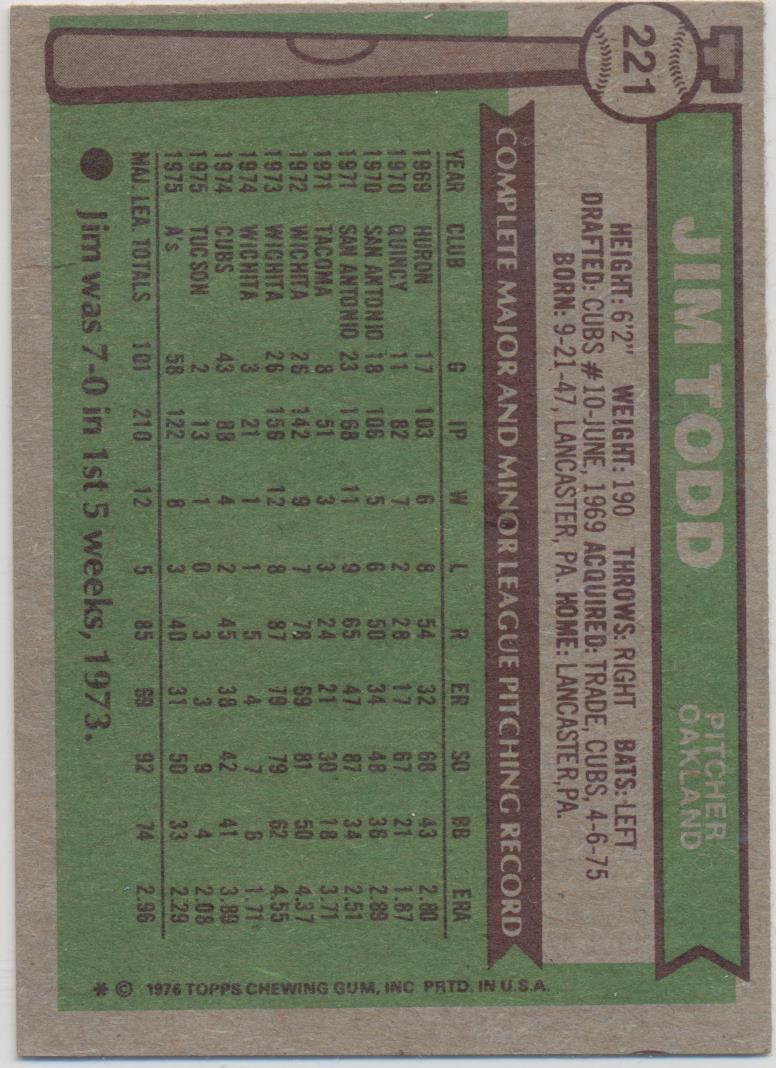 221
JIM TODD
PITCHER
OAKLAND
HEIGHT: 6'2" WEIGHT: 190 THROWS: RIGHT BATS: LEFT
DRAFTED: CUBS #10-JUNE, 1969 ACQUIRED: TRADE, CUBS, 4-6-75
BORN: 9-21-47, LANCASTER, PA. HOME: LANCASTER, PA.
COMPLETE MAJOR AND MINOR LEAGUE PITCHING RECORD
YEAR CLUB G IP W L R ER SO BB ERA
1969 HURON 17 103 6 8 54 32 68 43 2.80
1970 QUINCY 11 82 7 2 28 17 67 21 1.87
1970 SAN ANTONIO 18 106 5 6 50 34 48 36 2.89
1971 SAN ANTONIO 23 168 11 9 65 47 87 34 2.51
1971 TACOMA 8 51 3 3 24 21 30 18 3.71
1972 WICHITA 26 142 9 7 78 69 81 50 4.37
1973 WICHITA 26 156 12 8 87 79 79 62 4.55
1974 WICHITA 3 21 1 1 5 4 7 6 1.71
1974 CUBS 43 88 4 2 45 38 42 41 3.89
1975 TUCSON 2 13 1 0 3 3 9 4 2.08
1975 A's 58 122 8 3 40 31 50 33 2.29
MAJ. LEA. TOTALS 101 210 12 5 85 69 92 74 2.96
● Jim was 7-0 in 1st 5 weeks, 1973.
* © 1976 TOPPS CHEWING GUM, INC PRTD. IN U.S.A.